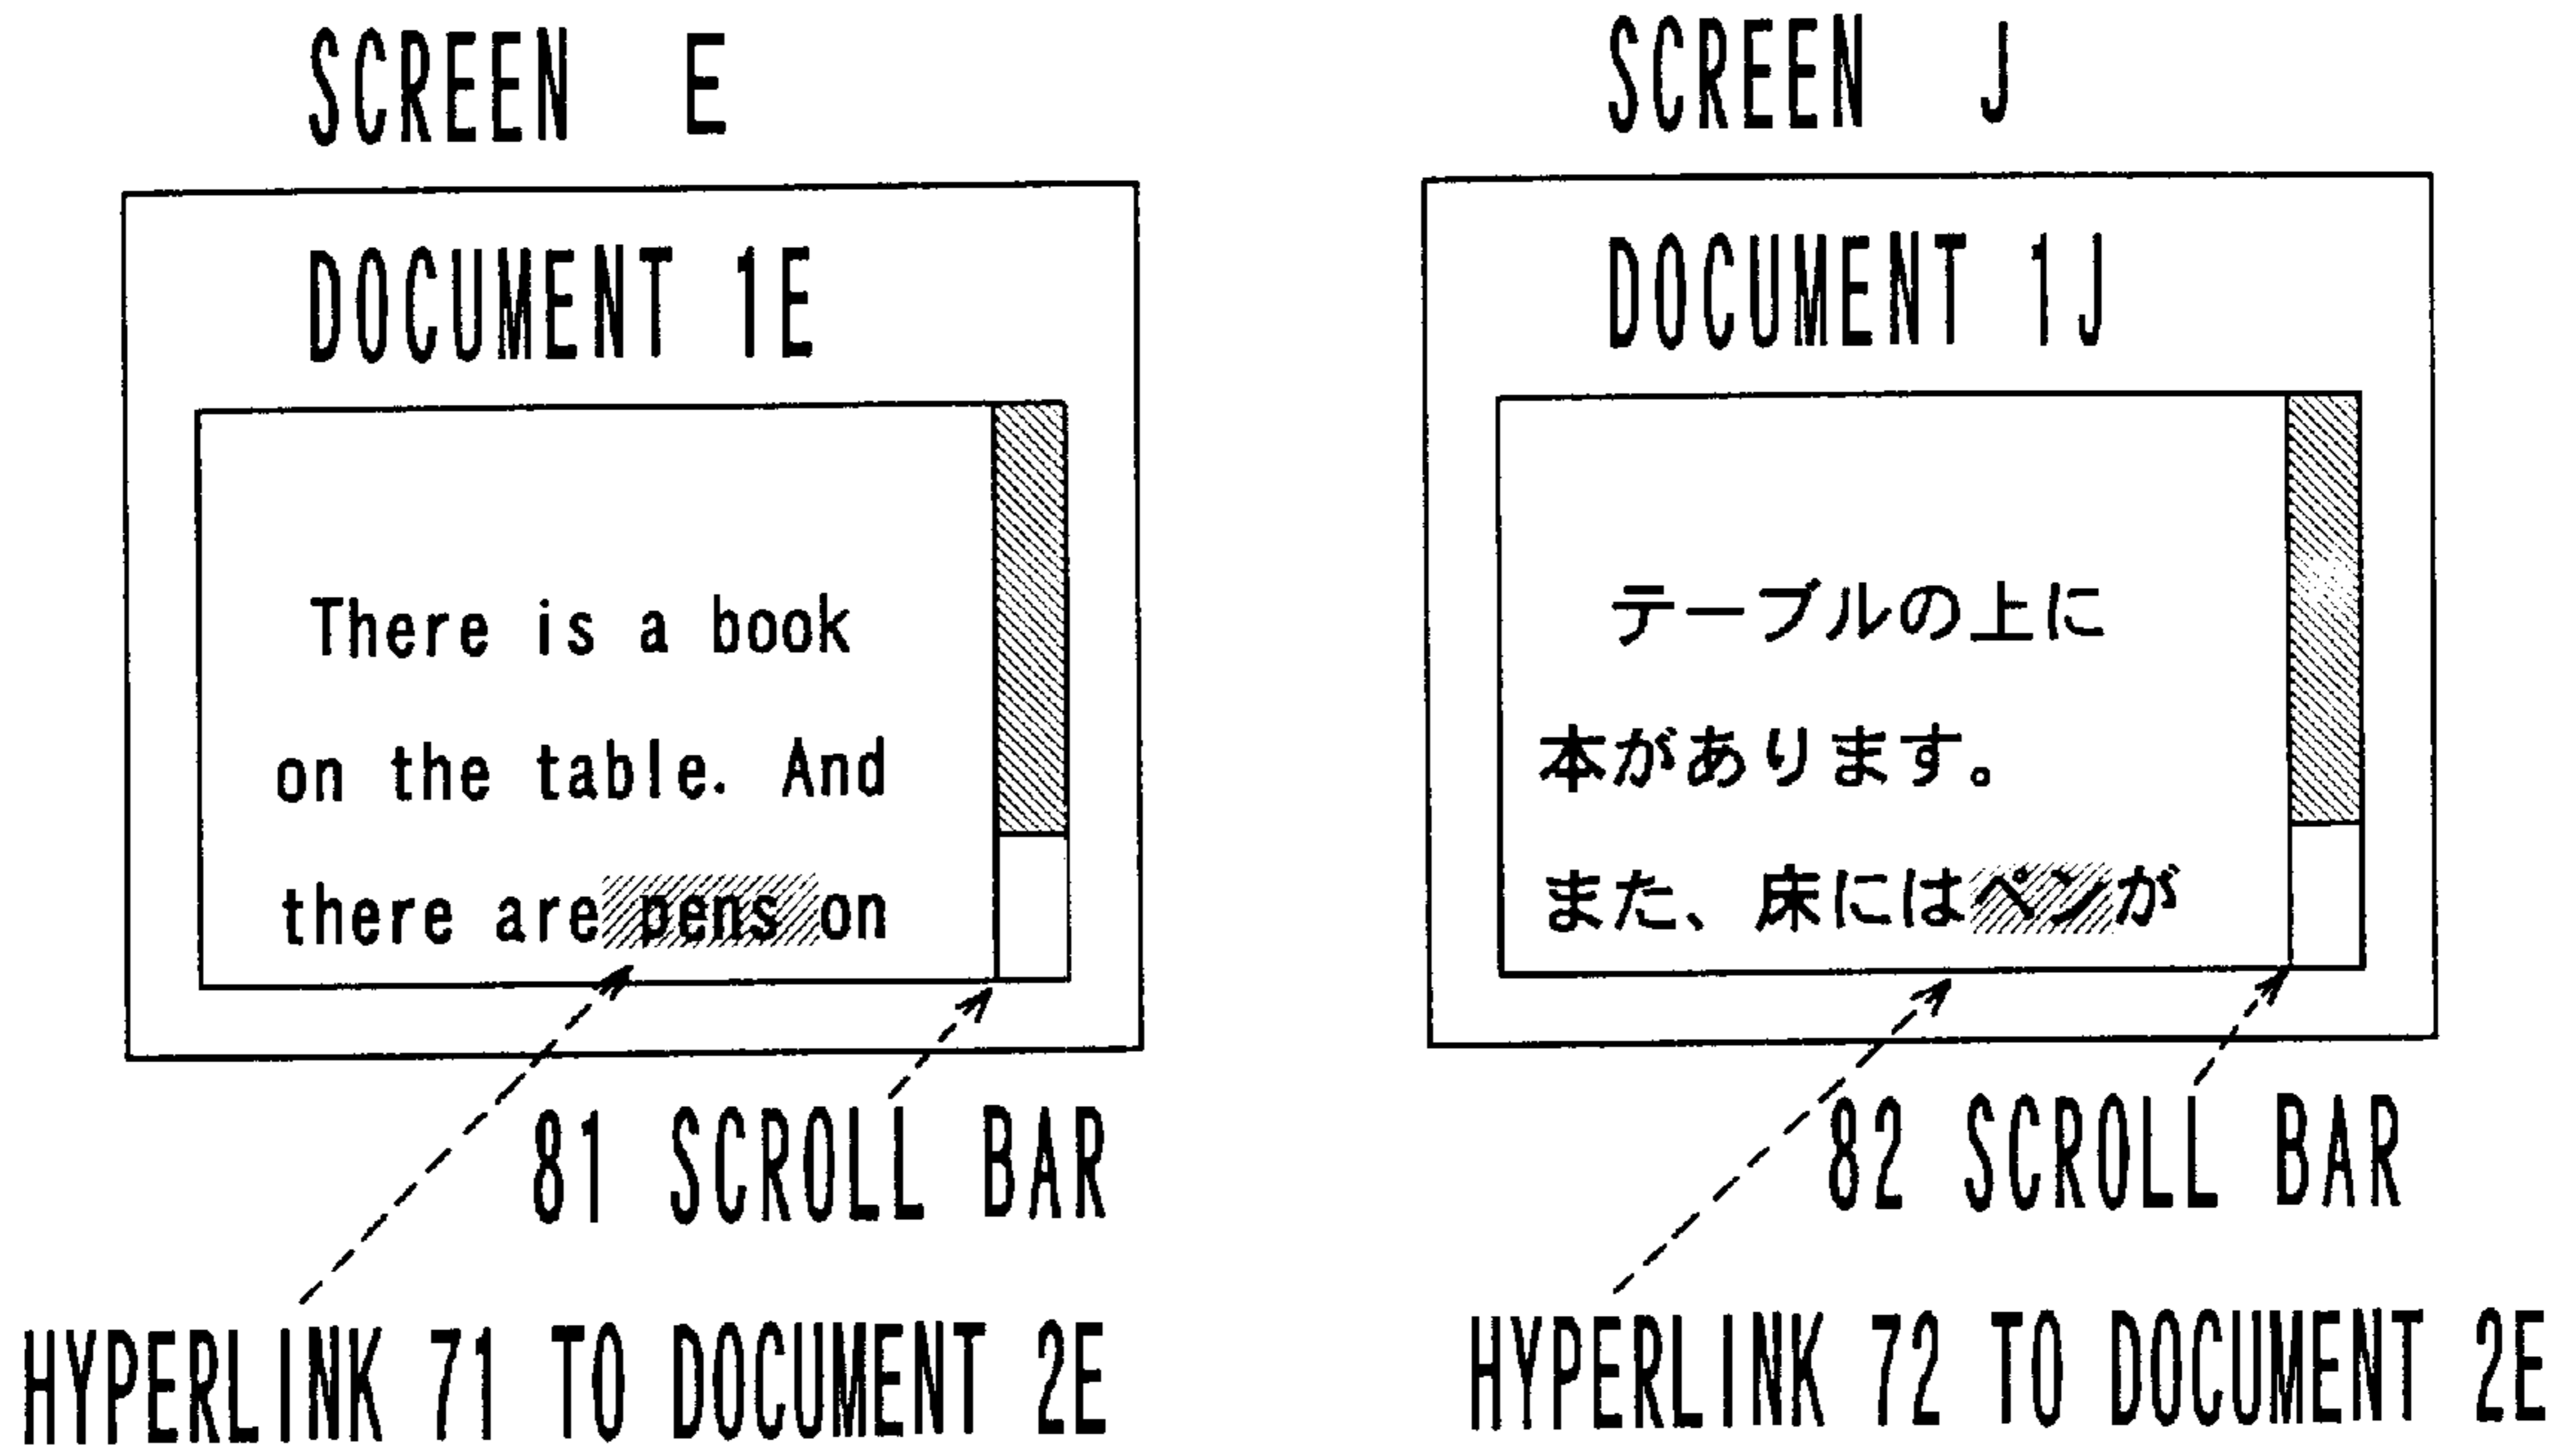 SCREEN E
DOCUMENT 1E
There is a book
on the table. And
there are pens on
81 SCROLL BAR
HYPERLINK 71 TO DOCUMENT 2E
SCREEN J
DOCUMENT 1J
テーブルの上に
本があります。
また、床にはペンが
82 SCROLL BAR
HYPERLINK 72 TO DOCUMENT 2E